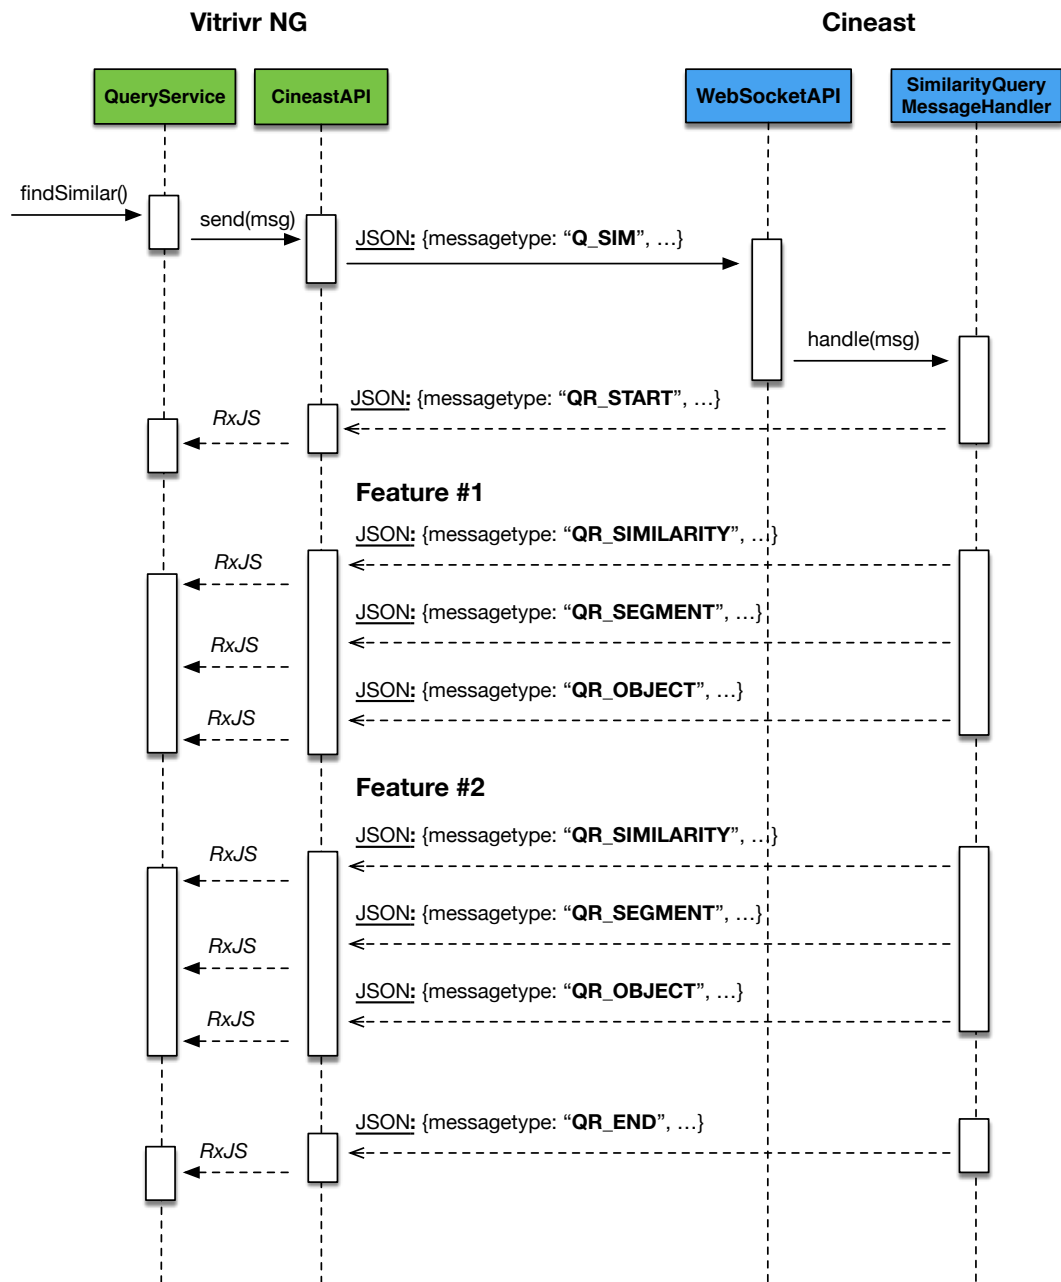 Vitrivr NG
Cineast
QueryService
CineastAPI
WebSocketAPI
SimilarityQuery
MessageHandler
findSimilar()
send(msg)
JSON: {messagetype: “Q_SIM”, …}
handle(msg)
JSON: {messagetype: “QR_START”, …}
RxJS
Feature #1
JSON: {messagetype: “QR_SIMILARITY”, …}
RxJS
JSON: {messagetype: “QR_SEGMENT”, …}
RxJS
JSON: {messagetype: “QR_OBJECT”, …}
RxJS
Feature #2
JSON: {messagetype: “QR_SIMILARITY”, …}
RxJS
JSON: {messagetype: “QR_SEGMENT”, …}
RxJS
JSON: {messagetype: “QR_OBJECT”, …}
RxJS
JSON: {messagetype: “QR_END”, …}
RxJS